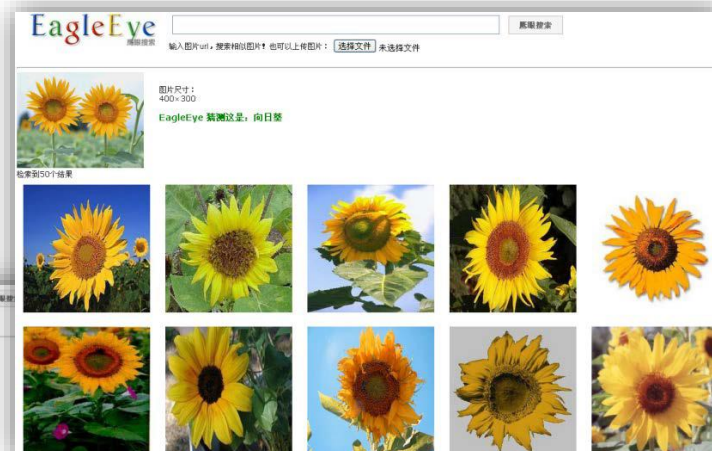 EagleEye
鹰眼搜索
鹰眼搜索
输入图片url，搜索相似图片！也可以上传图片： 选择文件 未选择文件
图片尺寸：
400×300
EagleEye 猜测这是：向日葵
检索到50个结果